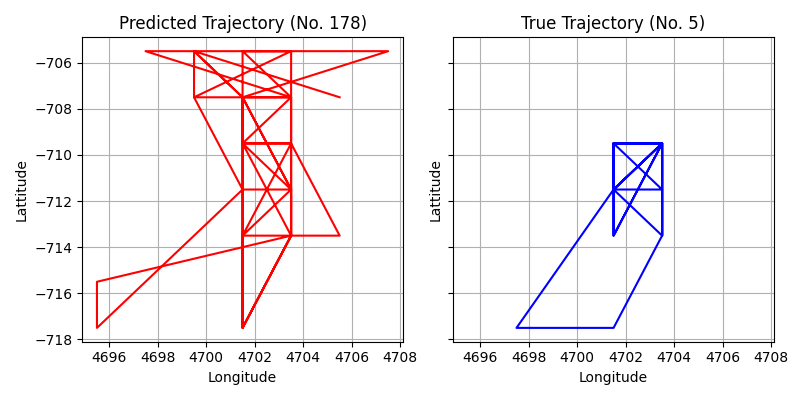 Predicted Trajectory (No. 178)
True Trajectory (No. 5)
−706
−708
−710
−712
−714
−716
−718
Lattitude
Lattitude
4696 4698 4700 4702 4704 4706 4708
4696 4698 4700 4702 4704 4706 4708
Longitude
Longitude